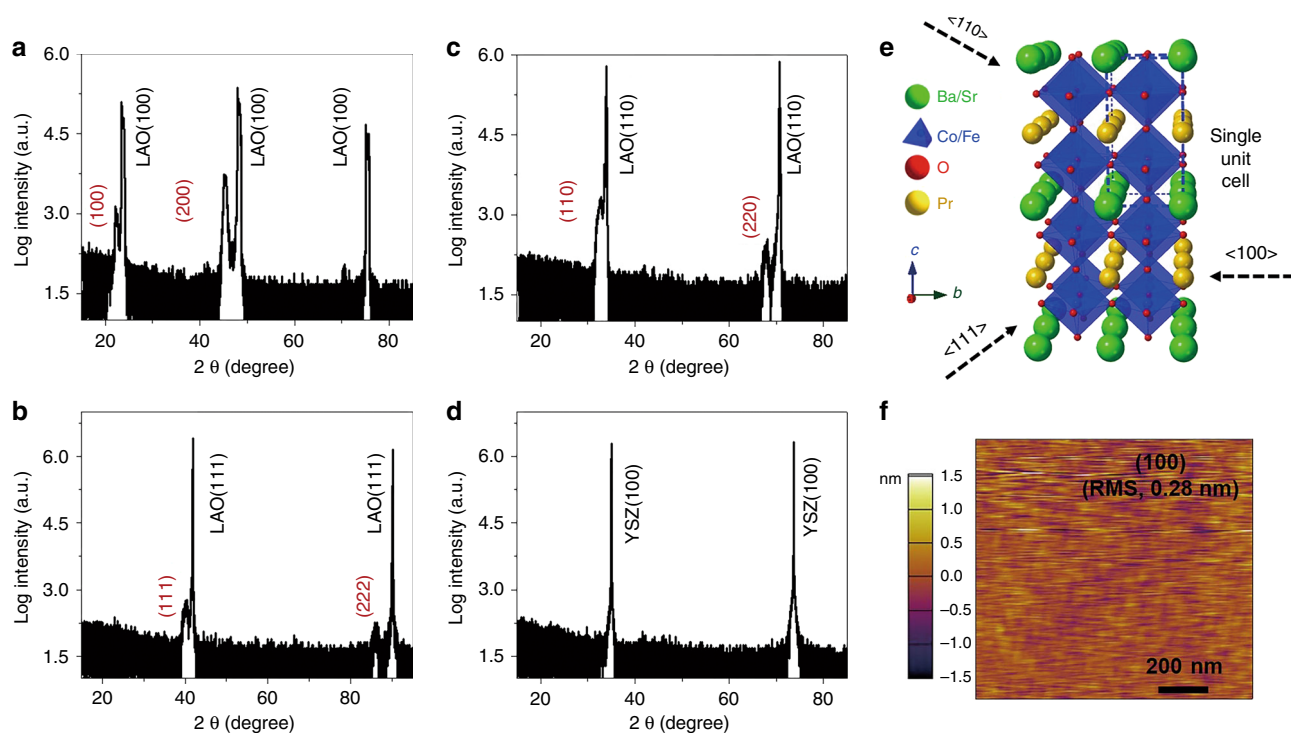 a
6.0
4.5
3.0
1.5
Log intensity (a.u.)
(100)
LAO(100)
(200)
LAO(100)
LAO(100)
20 40 60 80
2 θ (degree)
b
6.0
4.5
3.0
1.5
Log intensity (a.u.)
(111)
LAO(111)
(222)
LAO(111)
20 40 60 80
2 θ (degree)
c
6.0
4.5
3.0
1.5
Log intensity (a.u.)
(110)
LAO(110)
(220)
LAO(110)
20 40 60 80
2 θ (degree)
d
6.0
4.5
3.0
1.5
Log intensity (a.u.)
YSZ(100)
YSZ(100)
20 40 60 80
2 θ (degree)
e
<110>
Ba/Sr
Co/Fe
O
Pr
c
b
Single
unit
cell
<100>
<111>
f
nm
1.5
1.0
0.5
0.0
–0.5
–1.0
–1.5
(100)
(RMS, 0.28 nm)
200 nm